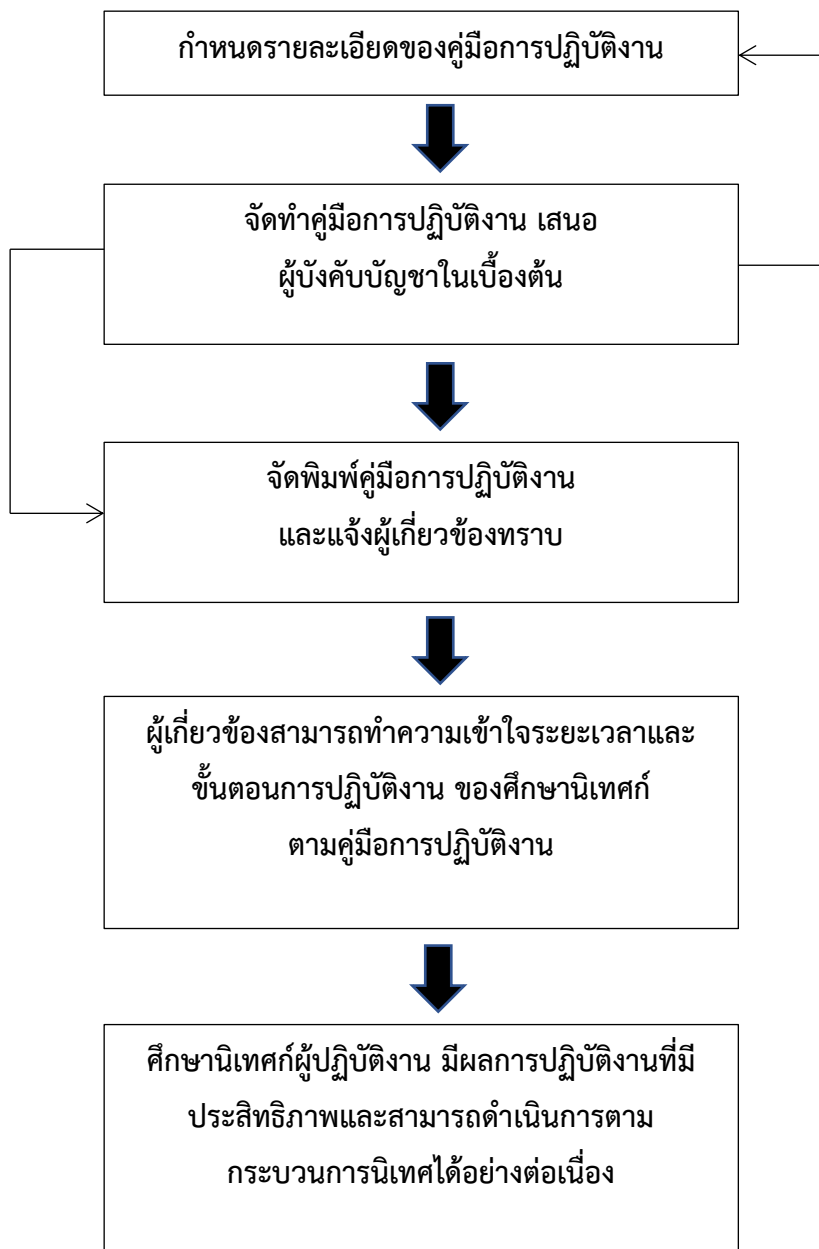 กำหนดรายละเอียดของคู่มือการปฏิบัติงาน
จัดทำคู่มือการปฏิบัติงาน เสนอ
ผู้บังคับบัญชาในเบื้องต้น
จัดพิมพ์คู่มือการปฏิบัติงาน
และแจ้งผู้เกี่ยวข้องทราบ
ผู้เกี่ยวข้องสามารถทำความเข้าใจระยะเวลาและ
ขั้นตอนการปฏิบัติงาน ของศึกษานิเทศก์
ตามคู่มือการปฏิบัติงาน
ศึกษานิเทศก์ผู้ปฏิบัติงาน มีผลการปฏิบัติงานที่มี
ประสิทธิภาพและสามารถดำเนินการตาม
กระบวนการนิเทศได้อย่างต่อเนื่อง